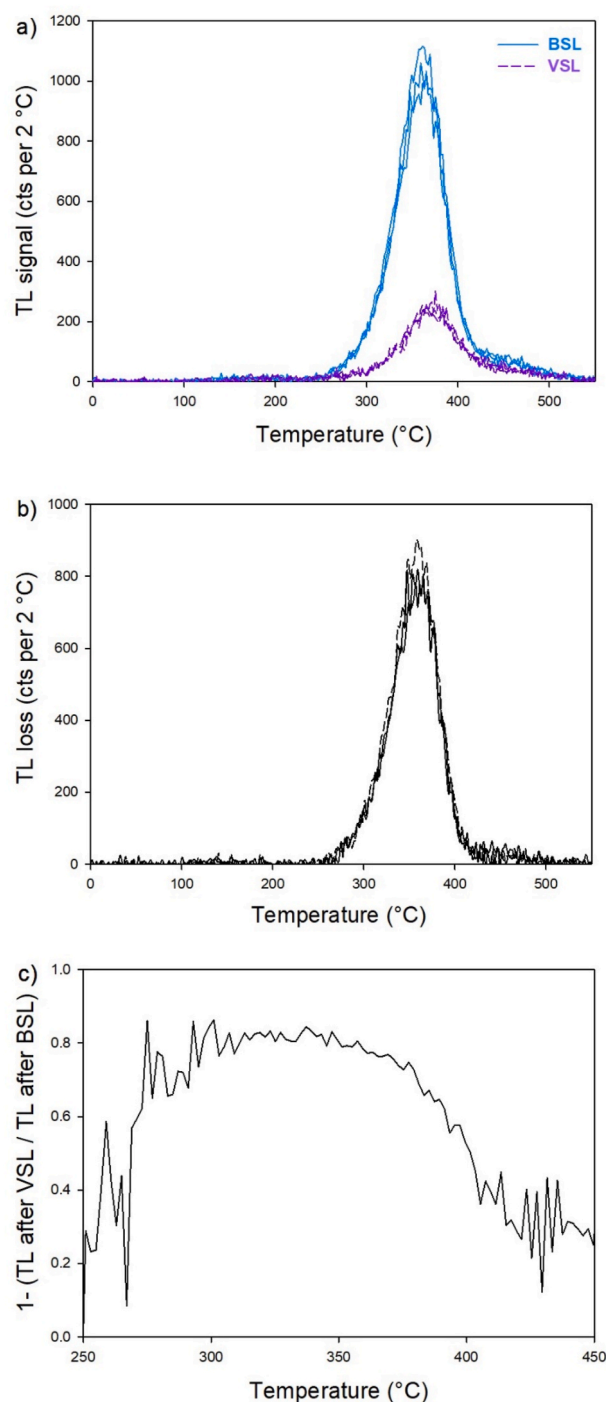 a)
1200
1000
800
600
400
200
0
TL signal (cts per 2 °C)
BSL
VSL
0 100 200 300 400 500
Temperature (°C)
b)
1000
800
600
400
200
0
TL loss (cts per 2 °C)
0 100 200 300 400 500
Temperature (°C)
c)
1.0
0.8
0.6
0.4
0.2
0.0
1- (TL after VSL / TL after BSL)
250 300 350 400 450
Temperature (°C)